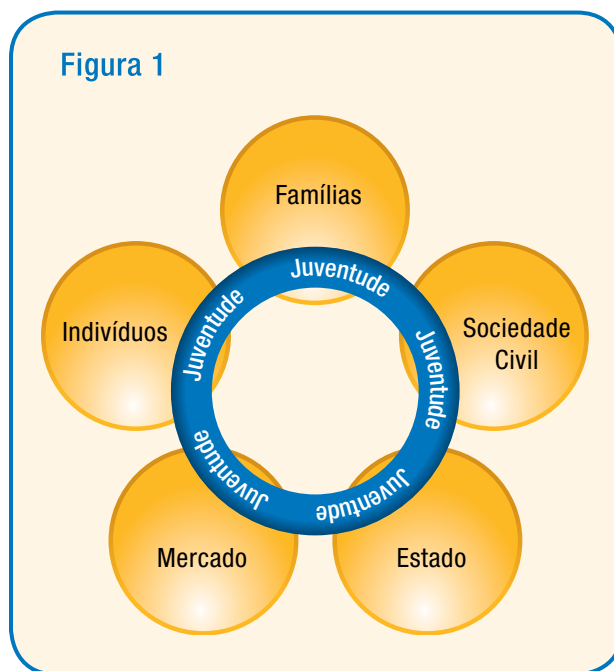 Figura 1
Famílias
Juventude
Juventude
Indivíduos
Sociedade
Civil
Juventude
Juventude
Juventude
Mercado
Estado